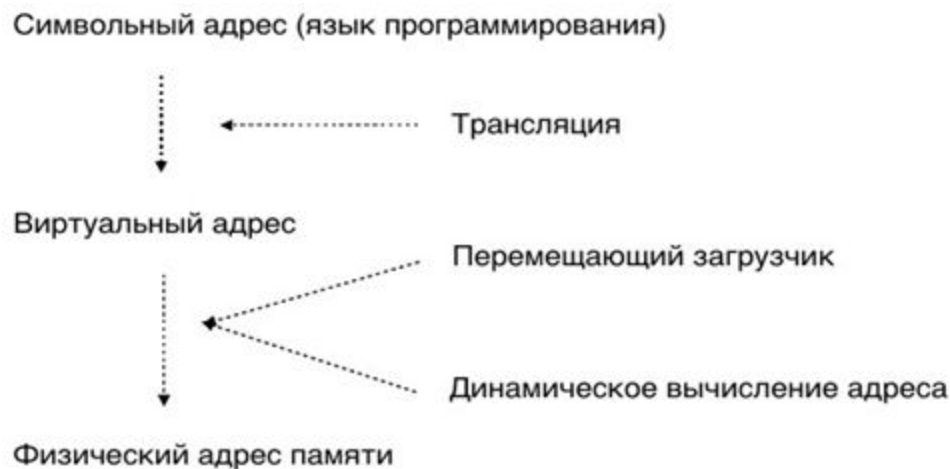 Символьный адрес (язык программирования)
Трансляция
Виртуальный адрес
Перемещающий загрузчик
Динамическое вычисление адреса
Физический адрес памяти